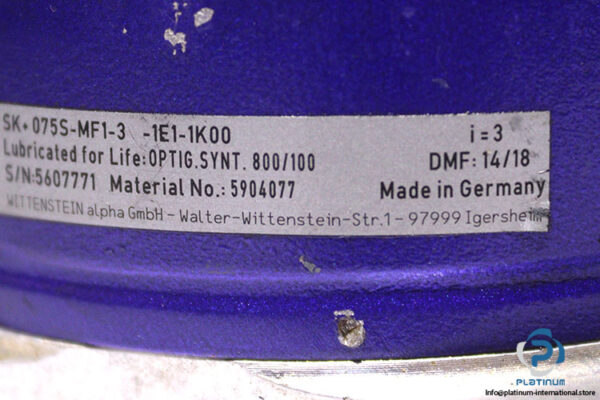 SK+075S-MF1-3 -1E1-1K00 i=3
Lubricated for Life:OPTIG.SYNT. 800/100 DMF: 14/18
S/N:5607771 Material No.: 5904077 Made in Germany
WITTENSTEIN alpha GmbH - Walter-Wittenstein-Str.1 - 97999 Igersheim
PLATINUM
INTERNATIONAL
Info@platinum-international.store